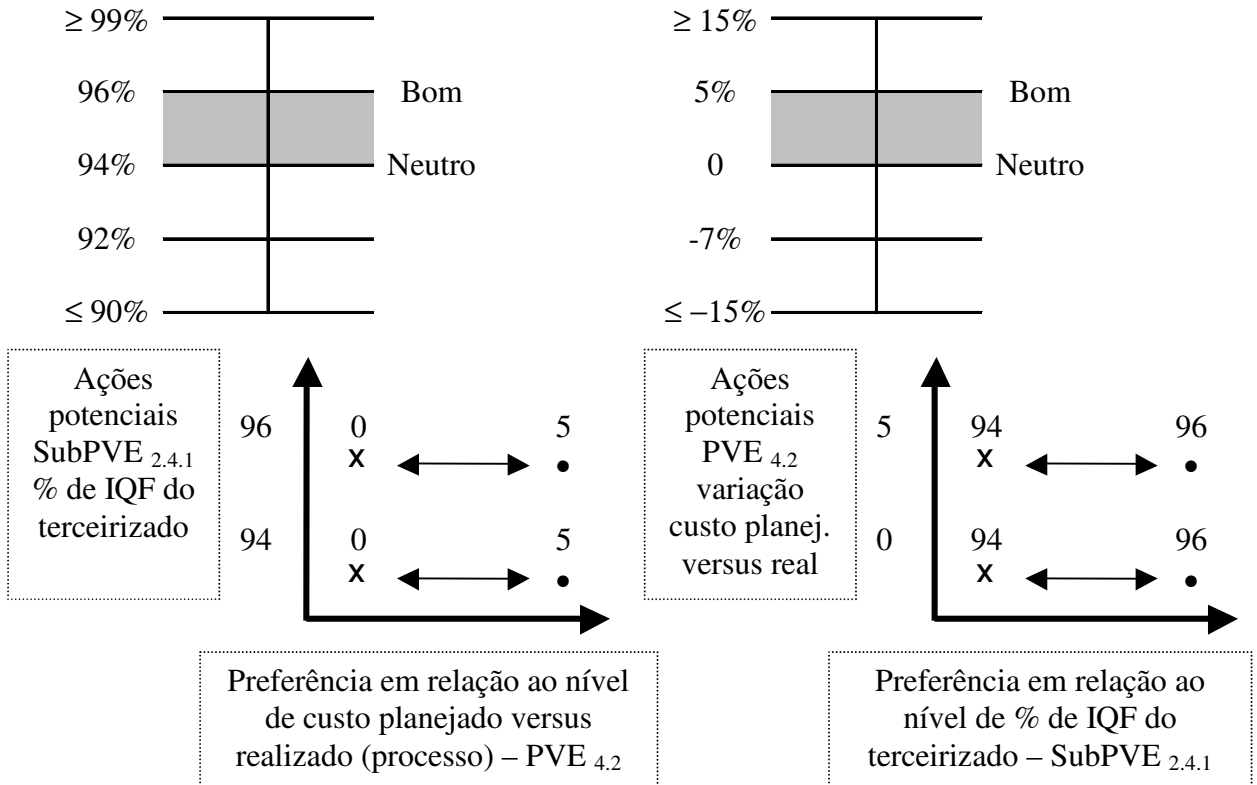 ≥ 99%
96% Bom
94% Neutro
92%
≤ 90%
≥ 15%
5% Bom
0 Neutro
-7%
≤ –15%
Ações
potenciais
SubPVE 2.4.1
% de IQF do
terceirizado
96 0 5
x
94 0 5
x
Preferência em relação ao nível
de custo planejado versus
realizado (processo) – PVE 4.2
Ações
potenciais
PVE 4.2
variação
custo planej.
versus real
5 94 96
x
0 94 96
x
Preferência em relação ao
nível de % de IQF do
terceirizado – SubPVE 2.4.1